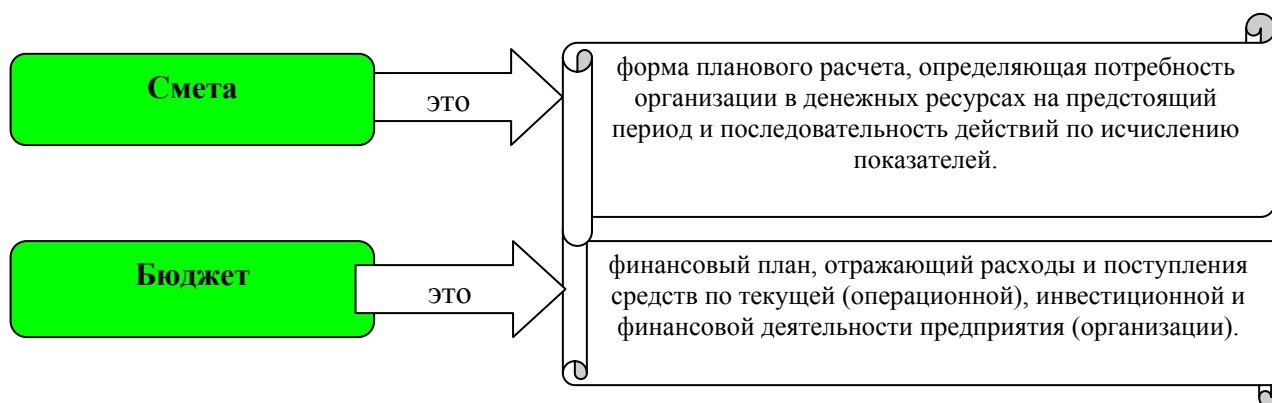 Смета
это
форма планового расчета, определяющая потребность
организации в денежных ресурсах на предстоящий
период и последовательность действий по исчислению
показателей.
Бюджет
это
финансовый план, отражающий расходы и поступления
средств по текущей (операционной), инвестиционной и
финансовой деятельности предприятия (организации).